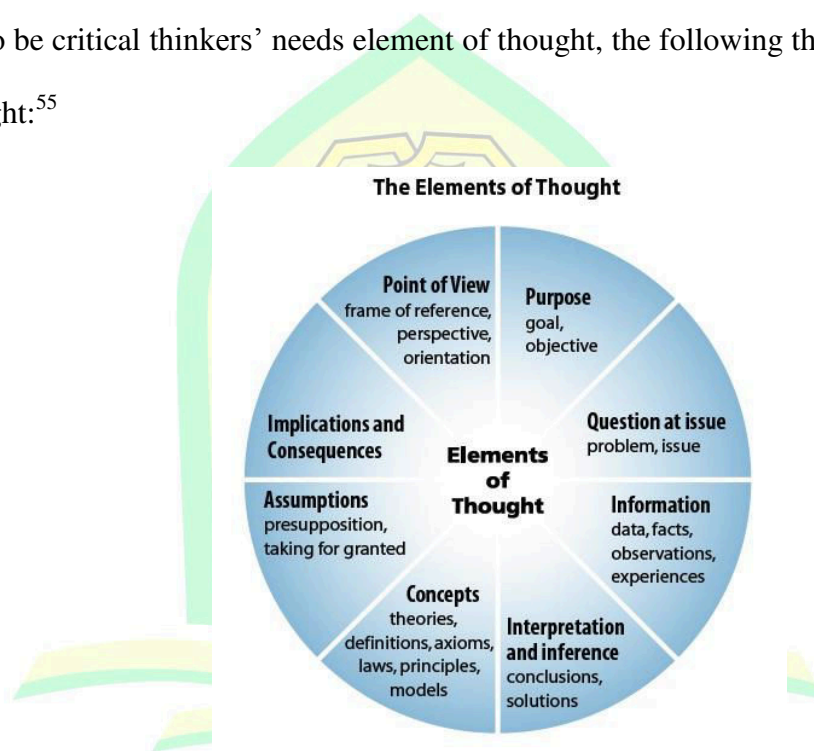 be critical thinkers’ needs element of thought, the following
55
The Elements of Thought
Point of View
frame of reference,
perspective,
orientation
Purpose
goal,
objective
Question at issue
problem, issue
Information
data, facts,
observations,
experiences
Interpretation
and inference
conclusions,
solutions
Concepts
theories,
definitions, axioms,
laws, principles,
models
Assumptions
presupposition,
taking for granted
Implications and
Consequences
Elements
of
Thought